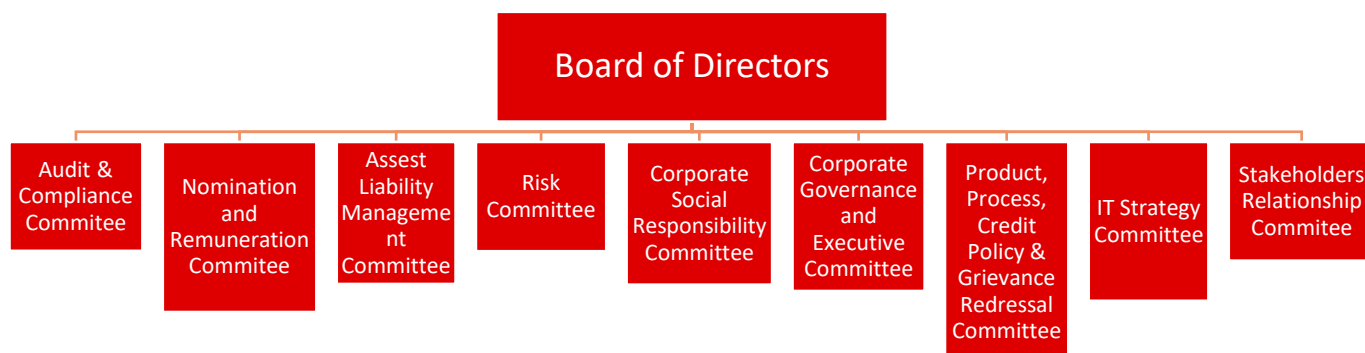 Board of Directors
Audit &
Compliance
Commitee
Nomination
and
Remuneration
Commitee
Assest
Liability
Manageme
nt
Committee
Risk
Committee
Corporate
Social
Responsibility
Committee
Corporate
Governance
and
Executive
Committee
Product,
Process,
Credit
Policy &
Grievance
Redressal
Committee
IT Strategy
Committee
Stakeholders
Relationship
Commitee